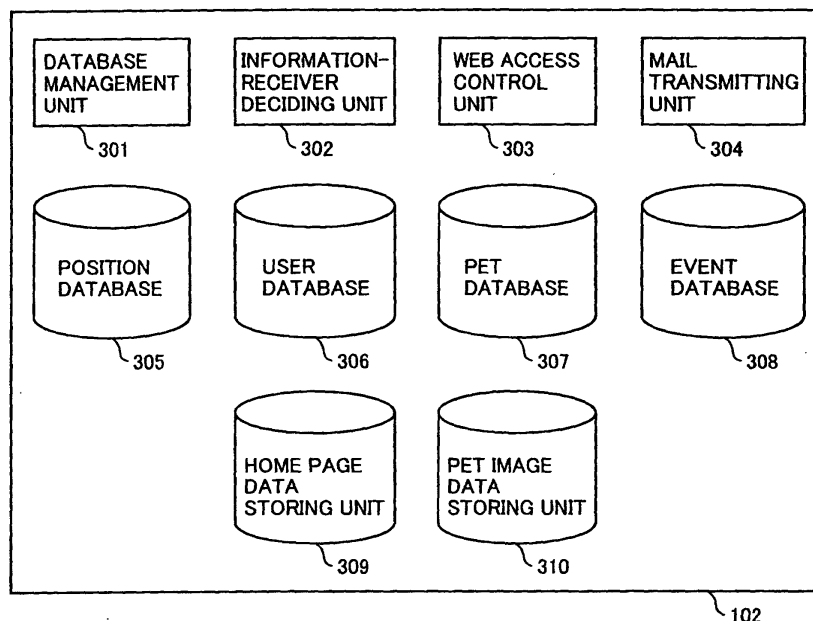 DATABASE
MANAGEMENT
UNIT
INFORMATION-
RECEIVER
DECIDING UNIT
WEB ACCESS
CONTROL
UNIT
MAIL
TRANSMITTING
UNIT
301
302
303
304
POSITION
DATABASE
USER
DATABASE
PET
DATABASE
EVENT
DATABASE
305
306
307
308
HOME PAGE
DATA
STORING UNIT
PET IMAGE
DATA
STORING UNIT
309
310
102